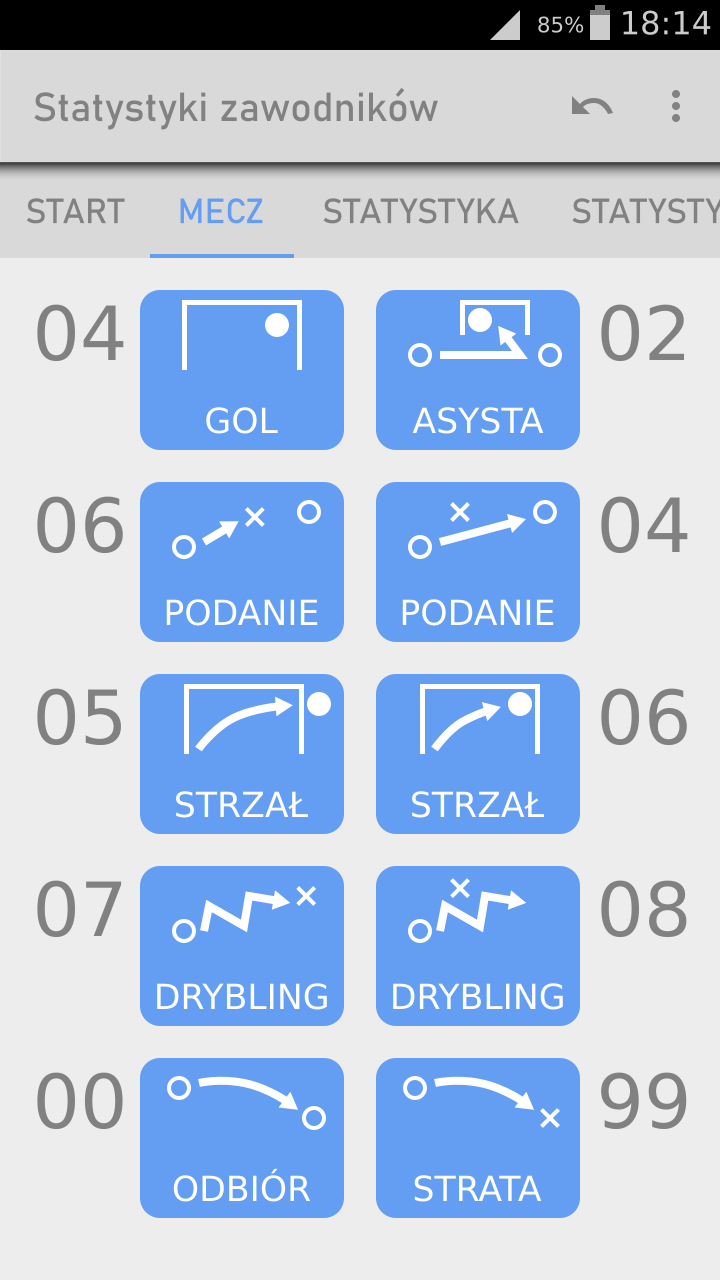 85% 18:14
Statystyki zawodników
START MECZ STATYSTYKA STATYSTY
04 GOL ASYSTA 02
06 PODANIE PODANIE 04
05 STRZAŁ STRZAŁ 06
07 DRYBLING DRYBLING 08
00 ODBIÓR STRATA 99